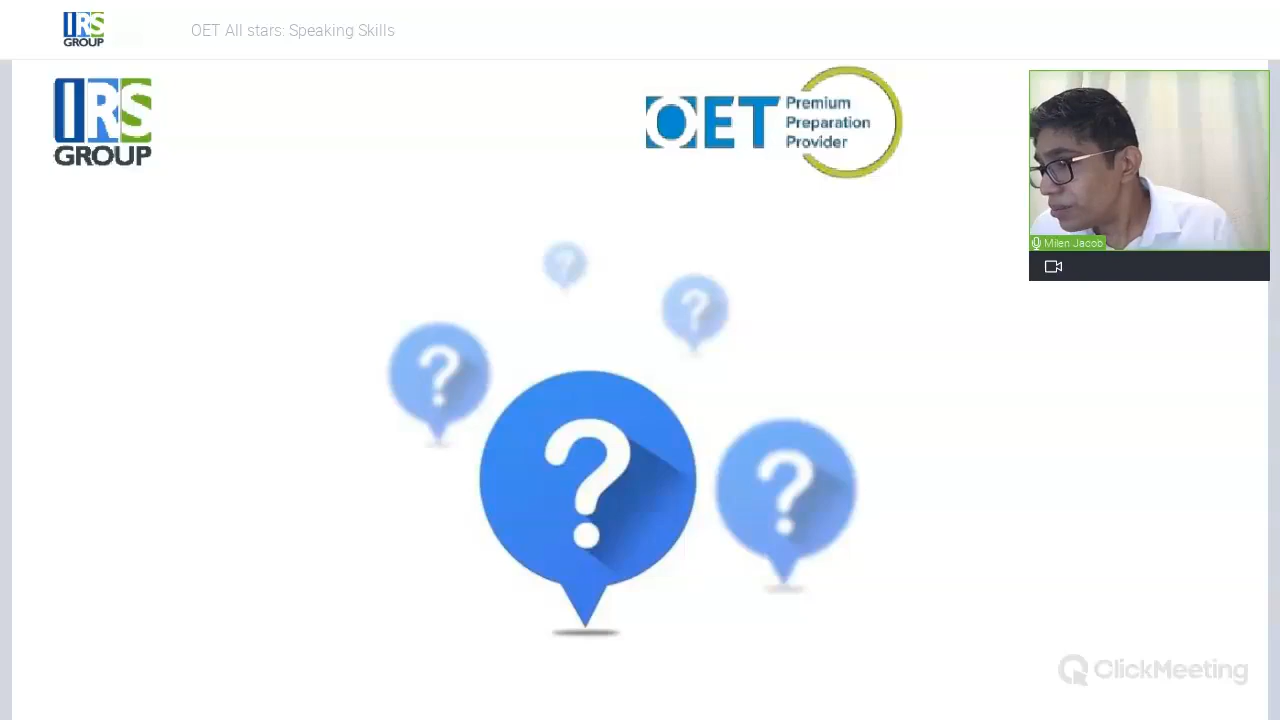 IRS
GROUP
OET All stars: Speaking Skills
IRS
GROUP
OET
Premium
Preparation
Provider
Milen Jacob
?
?
?
?
?
ClickMeeting